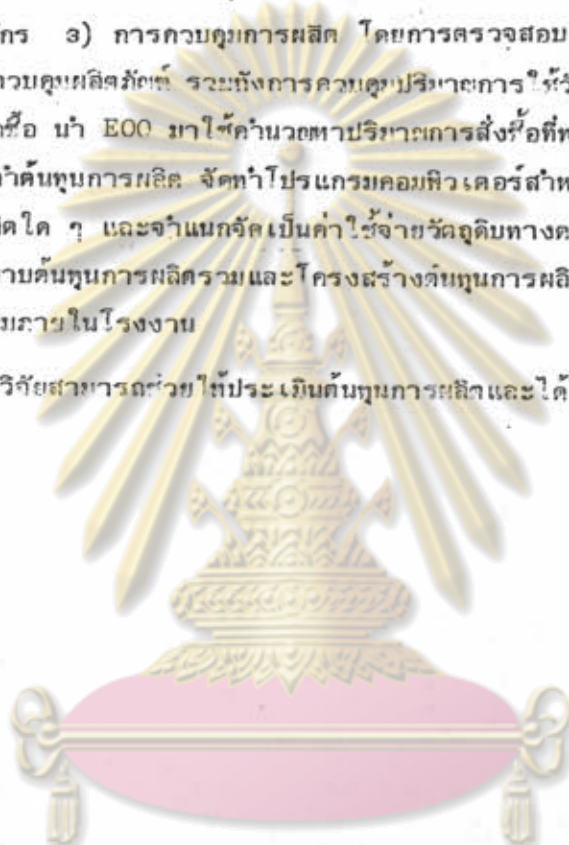 กร 3) การควบคุมการผลิต โดยการตรวจสอบ
วบคุมผลิตภัณฑ์ รวมทั้งการควบคุมปริมาณการใช้วั
ซื้อ นำ EOQ มาใช้คำนวณหาปริมาณการสั่งซื้อที่ท
ค่าต้นทุนการผลิต จัดทำโปรแกรมคอมพิวเตอร์สำห
ิตใด ๆ และจำแนกจัดเป็นค่าใช้จ่ายวัตถุดิบทางต
าบต้นทุนการผลิตรวมและโครงสร้างต้นทุนการผลิ
มภายในโรงงาน
วิจัยสามารถช่วยให้ประเมินต้นทุนการผลิตและได้